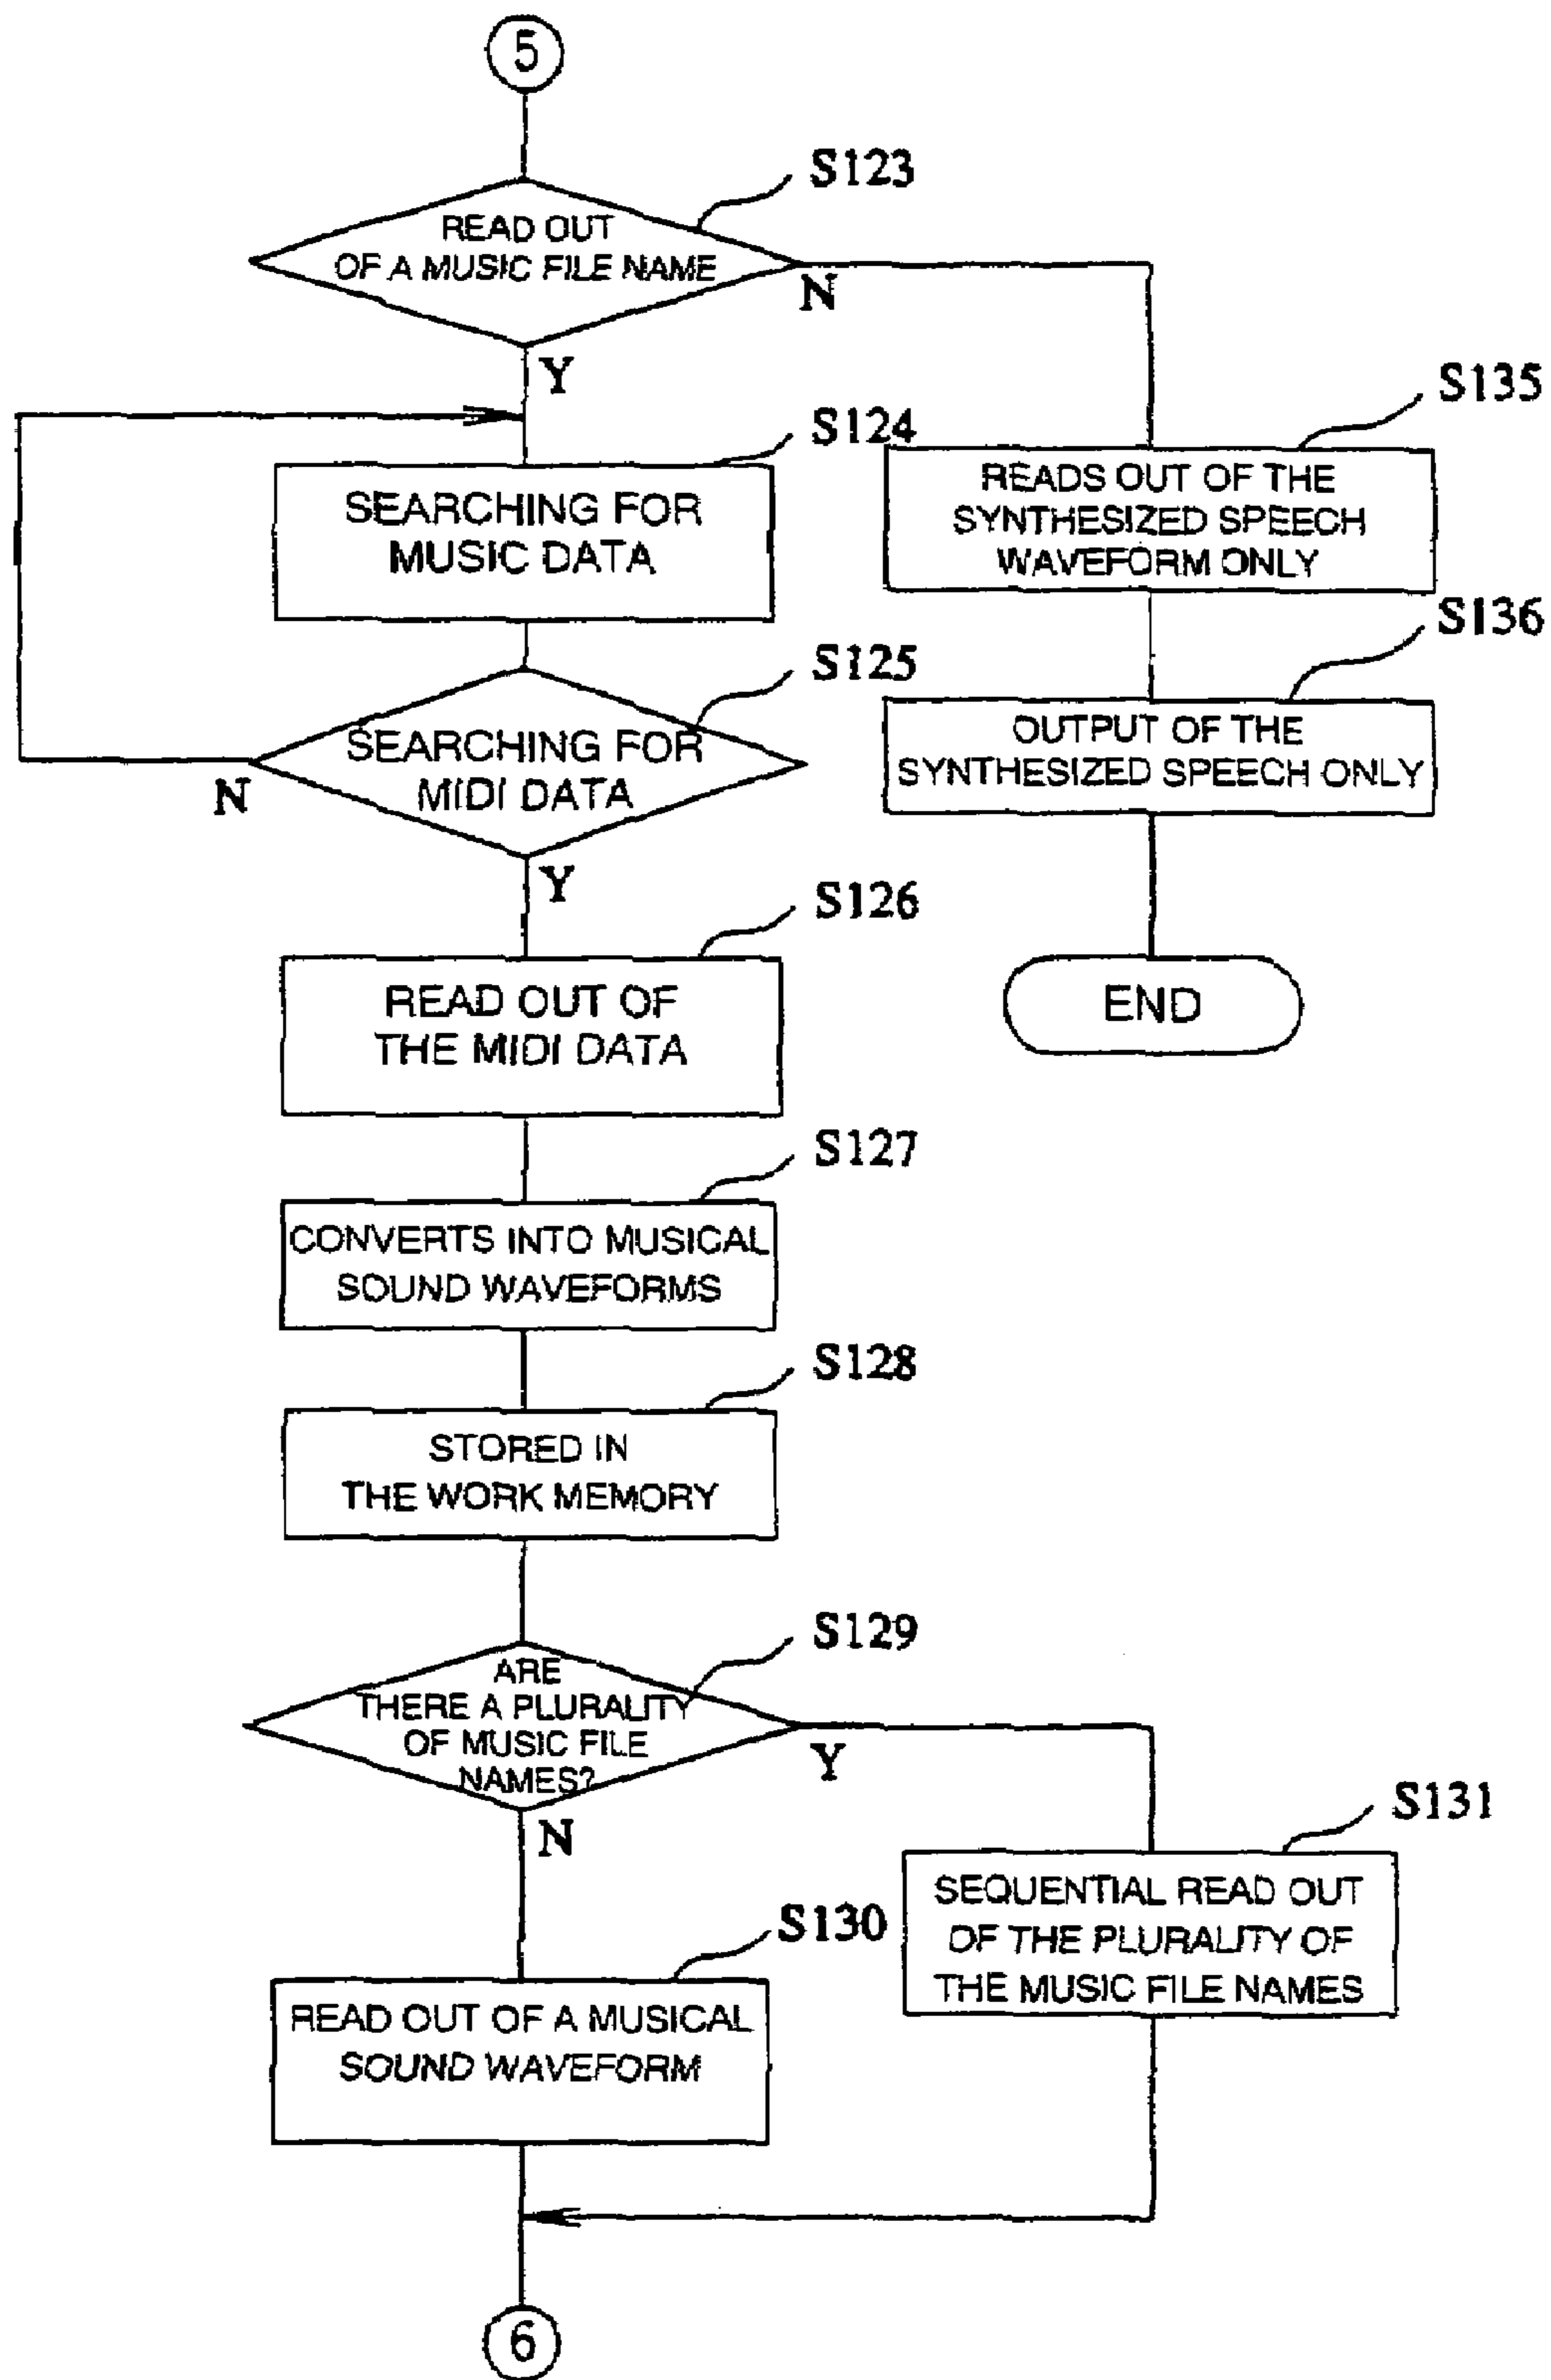 5
S123
READ OUT
OF A MUSIC FILE NAME
N
Y
S124
SEARCHING FOR
MUSIC DATA
S125
SEARCHING FOR
MIDI DATA
N
Y
S126
READ OUT OF
THE MIDI DATA
S127
CONVERTS INTO MUSICAL
SOUND WAVEFORMS
S128
STORED IN
THE WORK MEMORY
S129
ARE
THERE A PLURALITY
OF MUSIC FILE
NAMES?
Y
N
S130
READ OUT OF A MUSICAL
SOUND WAVEFORM
S131
SEQUENTIAL READ OUT
OF THE PLURALITY OF
THE MUSIC FILE NAMES
6
S135
READS OUT OF THE
SYNTHESIZED SPEECH
WAVEFORM ONLY
S136
OUTPUT OF THE
SYNTHESIZED SPEECH ONLY
END